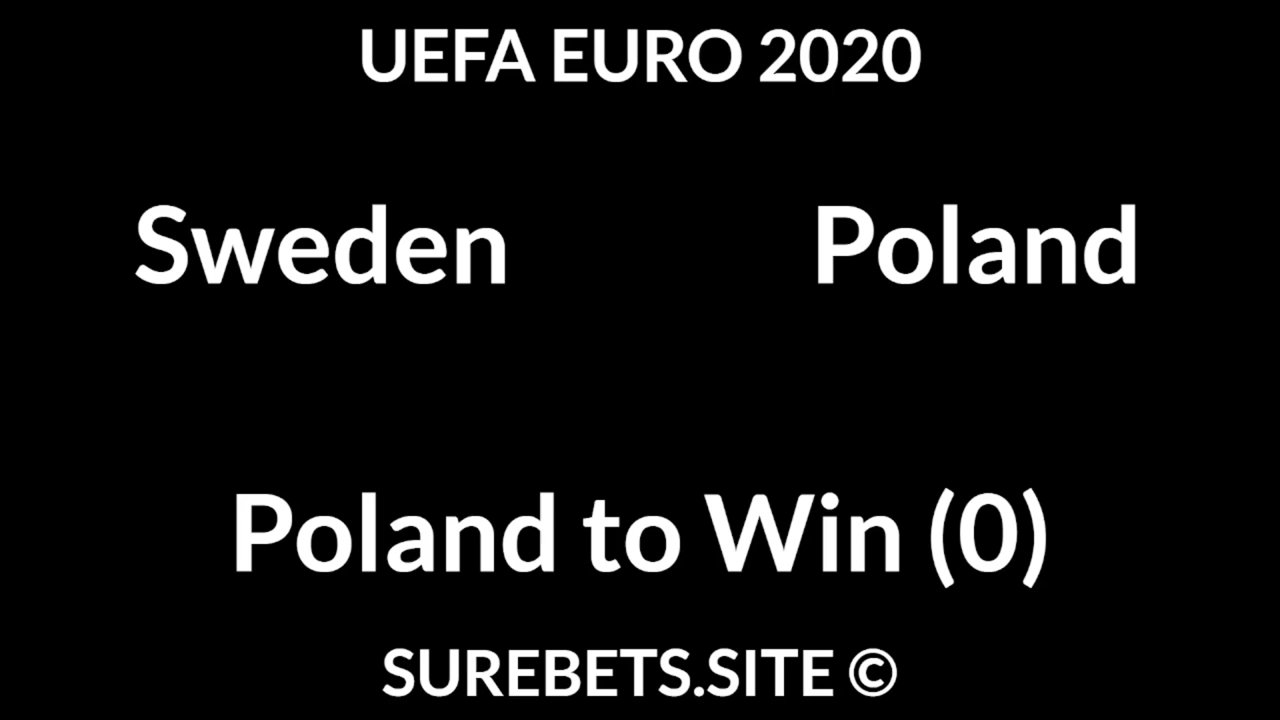 UEFA EURO 2020
Sweden Poland
Poland to Win (0)
SUREBETS.SITE ©